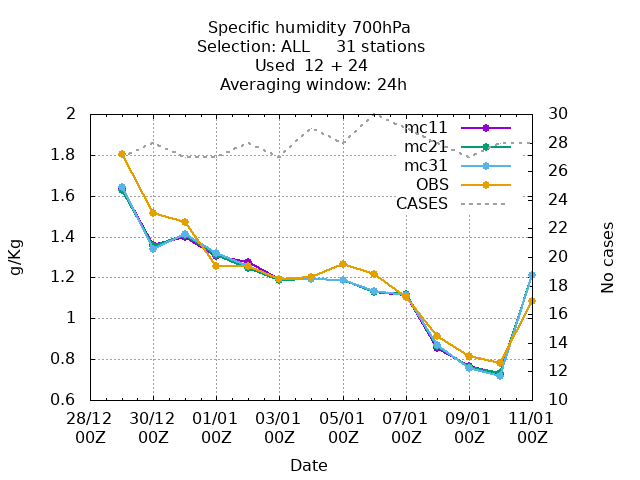 Specific humidity 700hPa
Selection: ALL 31 stations
Used 12 + 24
Averaging window: 24h
g/Kg
2
1.8
1.6
1.4
1.2
1
0.8
0.6
mc11
mc21
mc31
OBS
CASES
30
28
26
24
22
20
18
16
14
12
10
No cases
28/12 30/12 01/01 03/01 05/01 07/01 09/01 11/01
00Z 00Z 00Z 00Z 00Z 00Z 00Z 00Z
Date